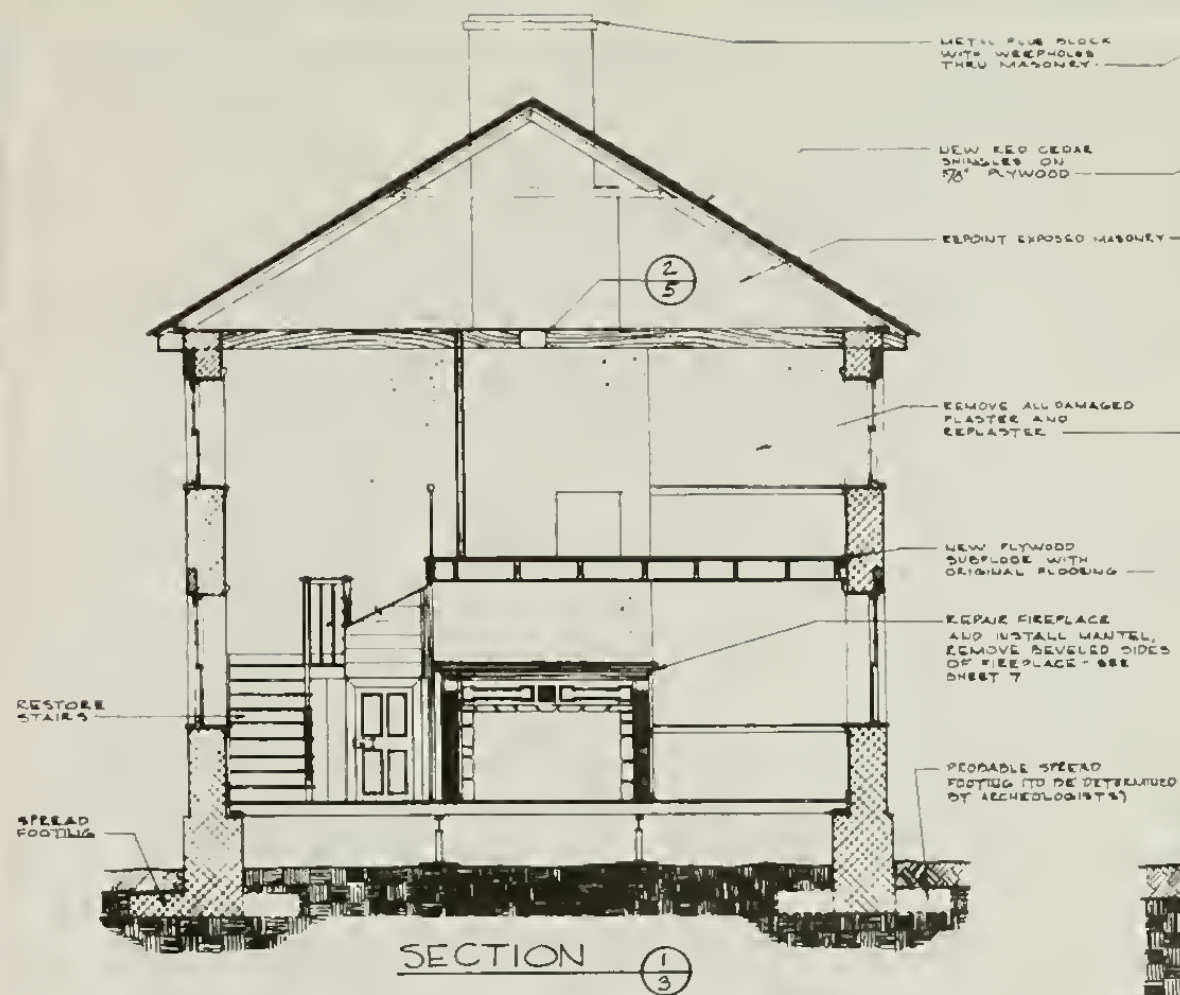 METAL FLUE BLOCK
WITH WEEPHOLES
THRU MASONRY
NEW RED CEDAR
SHINGLES ON
5/8" PLYWOOD
REPOINT EXPOSED MASONRY
2
5
REMOVE ALL DAMAGED
PLASTER AND
REPLASTER
NEW PLYWOOD
SUBFLOOR WITH
ORIGINAL FLOORING
REPAIR FIREPLACE
AND INSTALL MANTEL,
REMOVE BEVELED SIDES
OF FIREPLACE - SEE
SHEET 7
RESTORE
STAIRS
PROBABLE SPREAD
FOOTING (TO BE DETERMINED
BY ARCHEOLOGISTS)
SPREAD
FOOTING
SECTION
1
3